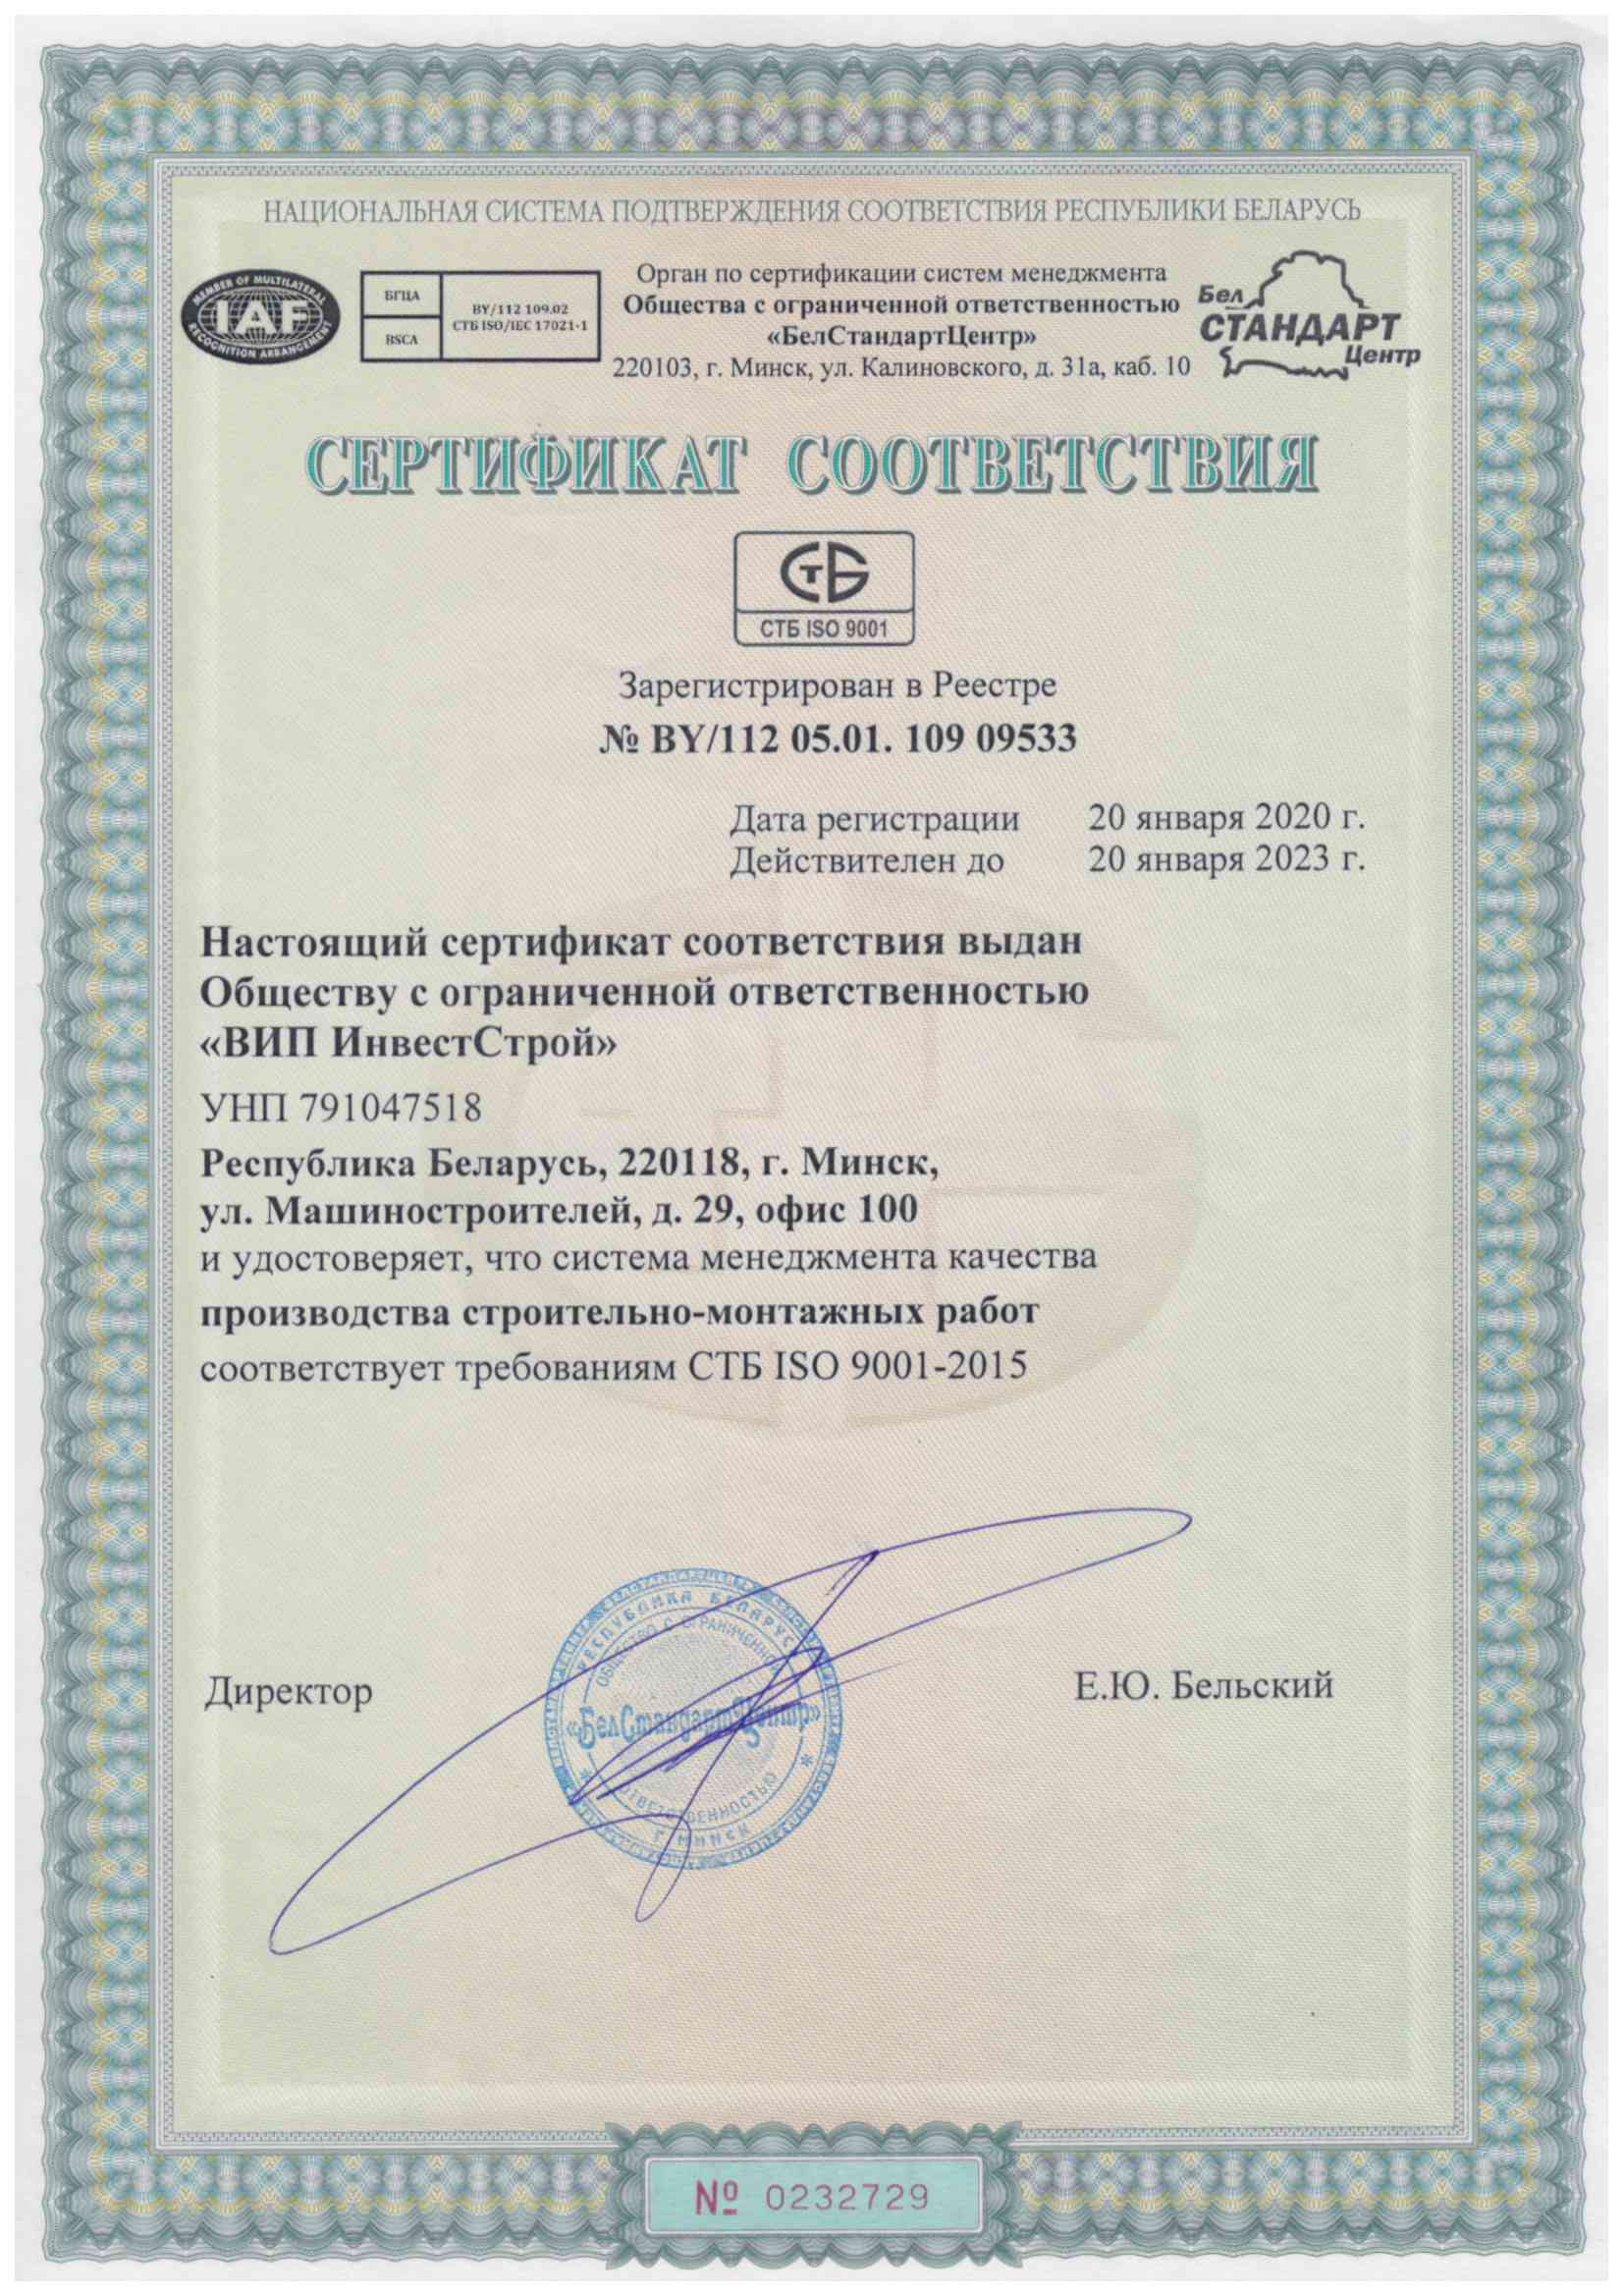 НАЦИОНАЛЬНАЯ СИСТЕМА ПОДТВЕРЖДЕНИЯ СООТВЕТСТВИЯ РЕСПУБЛИКИ БЕЛАРУСЬ
MEMBER OF MULTILATERAL
IAF
RECOGNITION ARRANGEMENT
БГЦА
BSCA
BY/112 109.02
СТБ ISO/IEC 17021-1
Орган по сертификации систем менеджмента
Общества с ограниченной ответственностью
«БелСтандартЦентр»
220103, г. Минск, ул. Калиновского, д. 31а, каб. 10
Бел
СТАНДАРТ
Центр
СЕРТИФИКАТ СООТВЕТСТВИЯ
СТБ
СТБ ISO 9001
Зарегистрирован в Реестре
№ BY/112 05.01. 109 09533
Дата регистрации 20 января 2020 г.
Действителен до 20 января 2023 г.
Настоящий сертификат соответствия выдан
Обществу с ограниченной ответственностью
«ВИП ИнвестСтрой»
УНП 791047518
Республика Беларусь, 220118, г. Минск,
ул. Машиностроителей, д. 29, офис 100
и удостоверяет, что система менеджмента качества
производства строительно-монтажных работ
соответствует требованиям СТБ ISO 9001-2015
РЕСПУБЛИКА БЕЛАРУСЬ
ОБЩЕСТВО С ОГРАНИЧЕННОЙ
«БелСтандартЦентр»
ОТВЕТСТВЕННОСТЬЮ
Г. МИНСК
Директор
Е.Ю. Бельский
№ 0232729